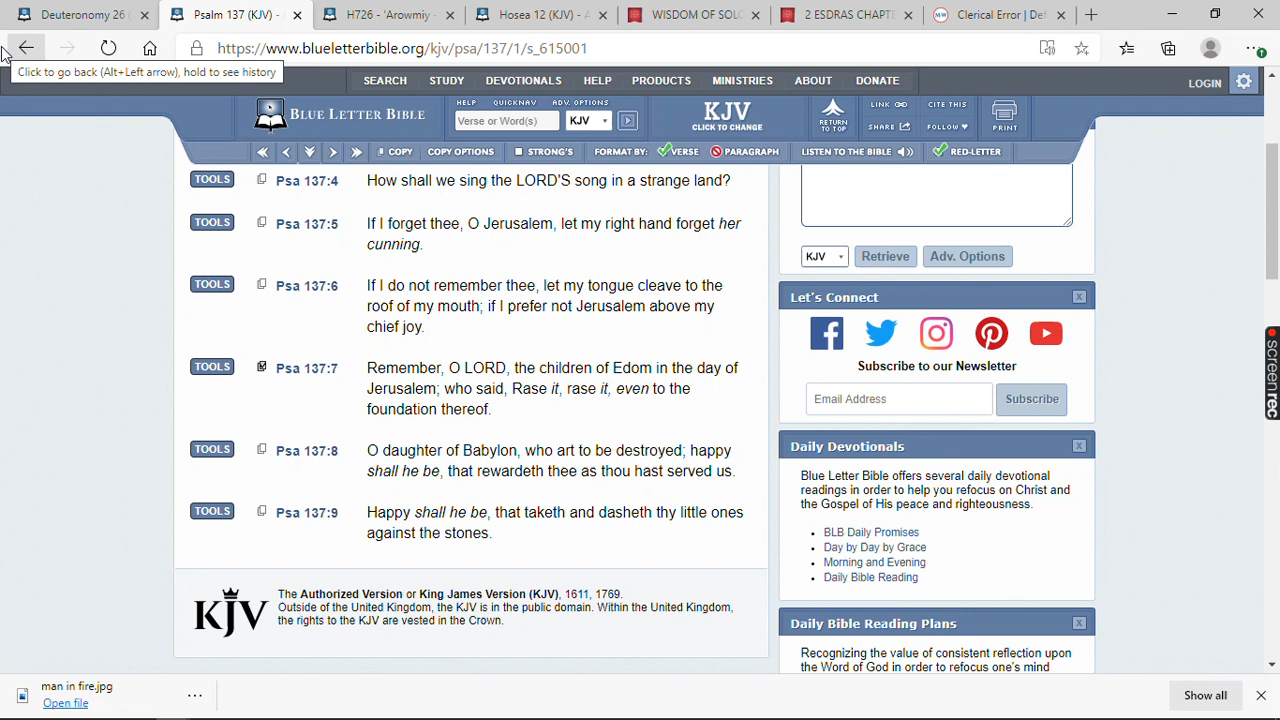 Deuteronomy 26 (
Psalm 137 (KJV) -
H726 - 'Arowmiy -
Hosea 12 (KJV) -
WISDOM OF SOLO
2 ESDRAS CHAPTE
Clerical Error | Def
https://www.blueletterbible.org/kjv/psa/137/1/s_615001
Click to go back (Alt+Left arrow), hold to see history
SEARCH STUDY DEVOTIONALS HELP PRODUCTS MINISTRIES ABOUT DONATE
LOGIN
BLUE LETTER BIBLE
HELP QUICKNAV ADV. OPTIONS
Verse or Word(s) KJV
KJV
CLICK TO CHANGE
RETURN
TO TOP
LINK CITE THIS
SHARE FOLLOW
PRINT
COPY COPY OPTIONS STRONG'S FORMAT BY: VERSE PARAGRAPH LISTEN TO THE BIBLE RED-LETTER
TOOLS Psa 137:4 How shall we sing the LORD'S song in a strange land?
TOOLS Psa 137:5 If I forget thee, O Jerusalem, let my right hand forget her
cunning.
TOOLS Psa 137:6 If I do not remember thee, let my tongue cleave to the
roof of my mouth; if I prefer not Jerusalem above my
chief joy.
TOOLS Psa 137:7 Remember, O LORD, the children of Edom in the day of
Jerusalem; who said, Rase it, rase it, even to the
foundation thereof.
TOOLS Psa 137:8 O daughter of Babylon, who art to be destroyed; happy
shall he be, that rewardeth thee as thou hast served us.
TOOLS Psa 137:9 Happy shall he be, that taketh and dasheth thy little ones
against the stones.
KJV
The Authorized Version or King James Version (KJV), 1611, 1769.
Outside of the United Kingdom, the KJV is in the public domain. Within the United Kingdom,
the rights to the KJV are vested in the Crown.
KJV Retrieve Adv. Options
Let's Connect X
Subscribe to our Newsletter
Email Address Subscribe
Daily Devotionals X
Blue Letter Bible offers several daily devotional
readings in order to help you refocus on Christ and
the Gospel of His peace and righteousness.
BLB Daily Promises
Day by Day by Grace
Morning and Evening
Daily Bible Reading
Daily Bible Reading Plans X
Recognizing the value of consistent reflection upon
the Word of God in order to refocus one's mind
screenrec
man in fire.jpg
Open file
Show all